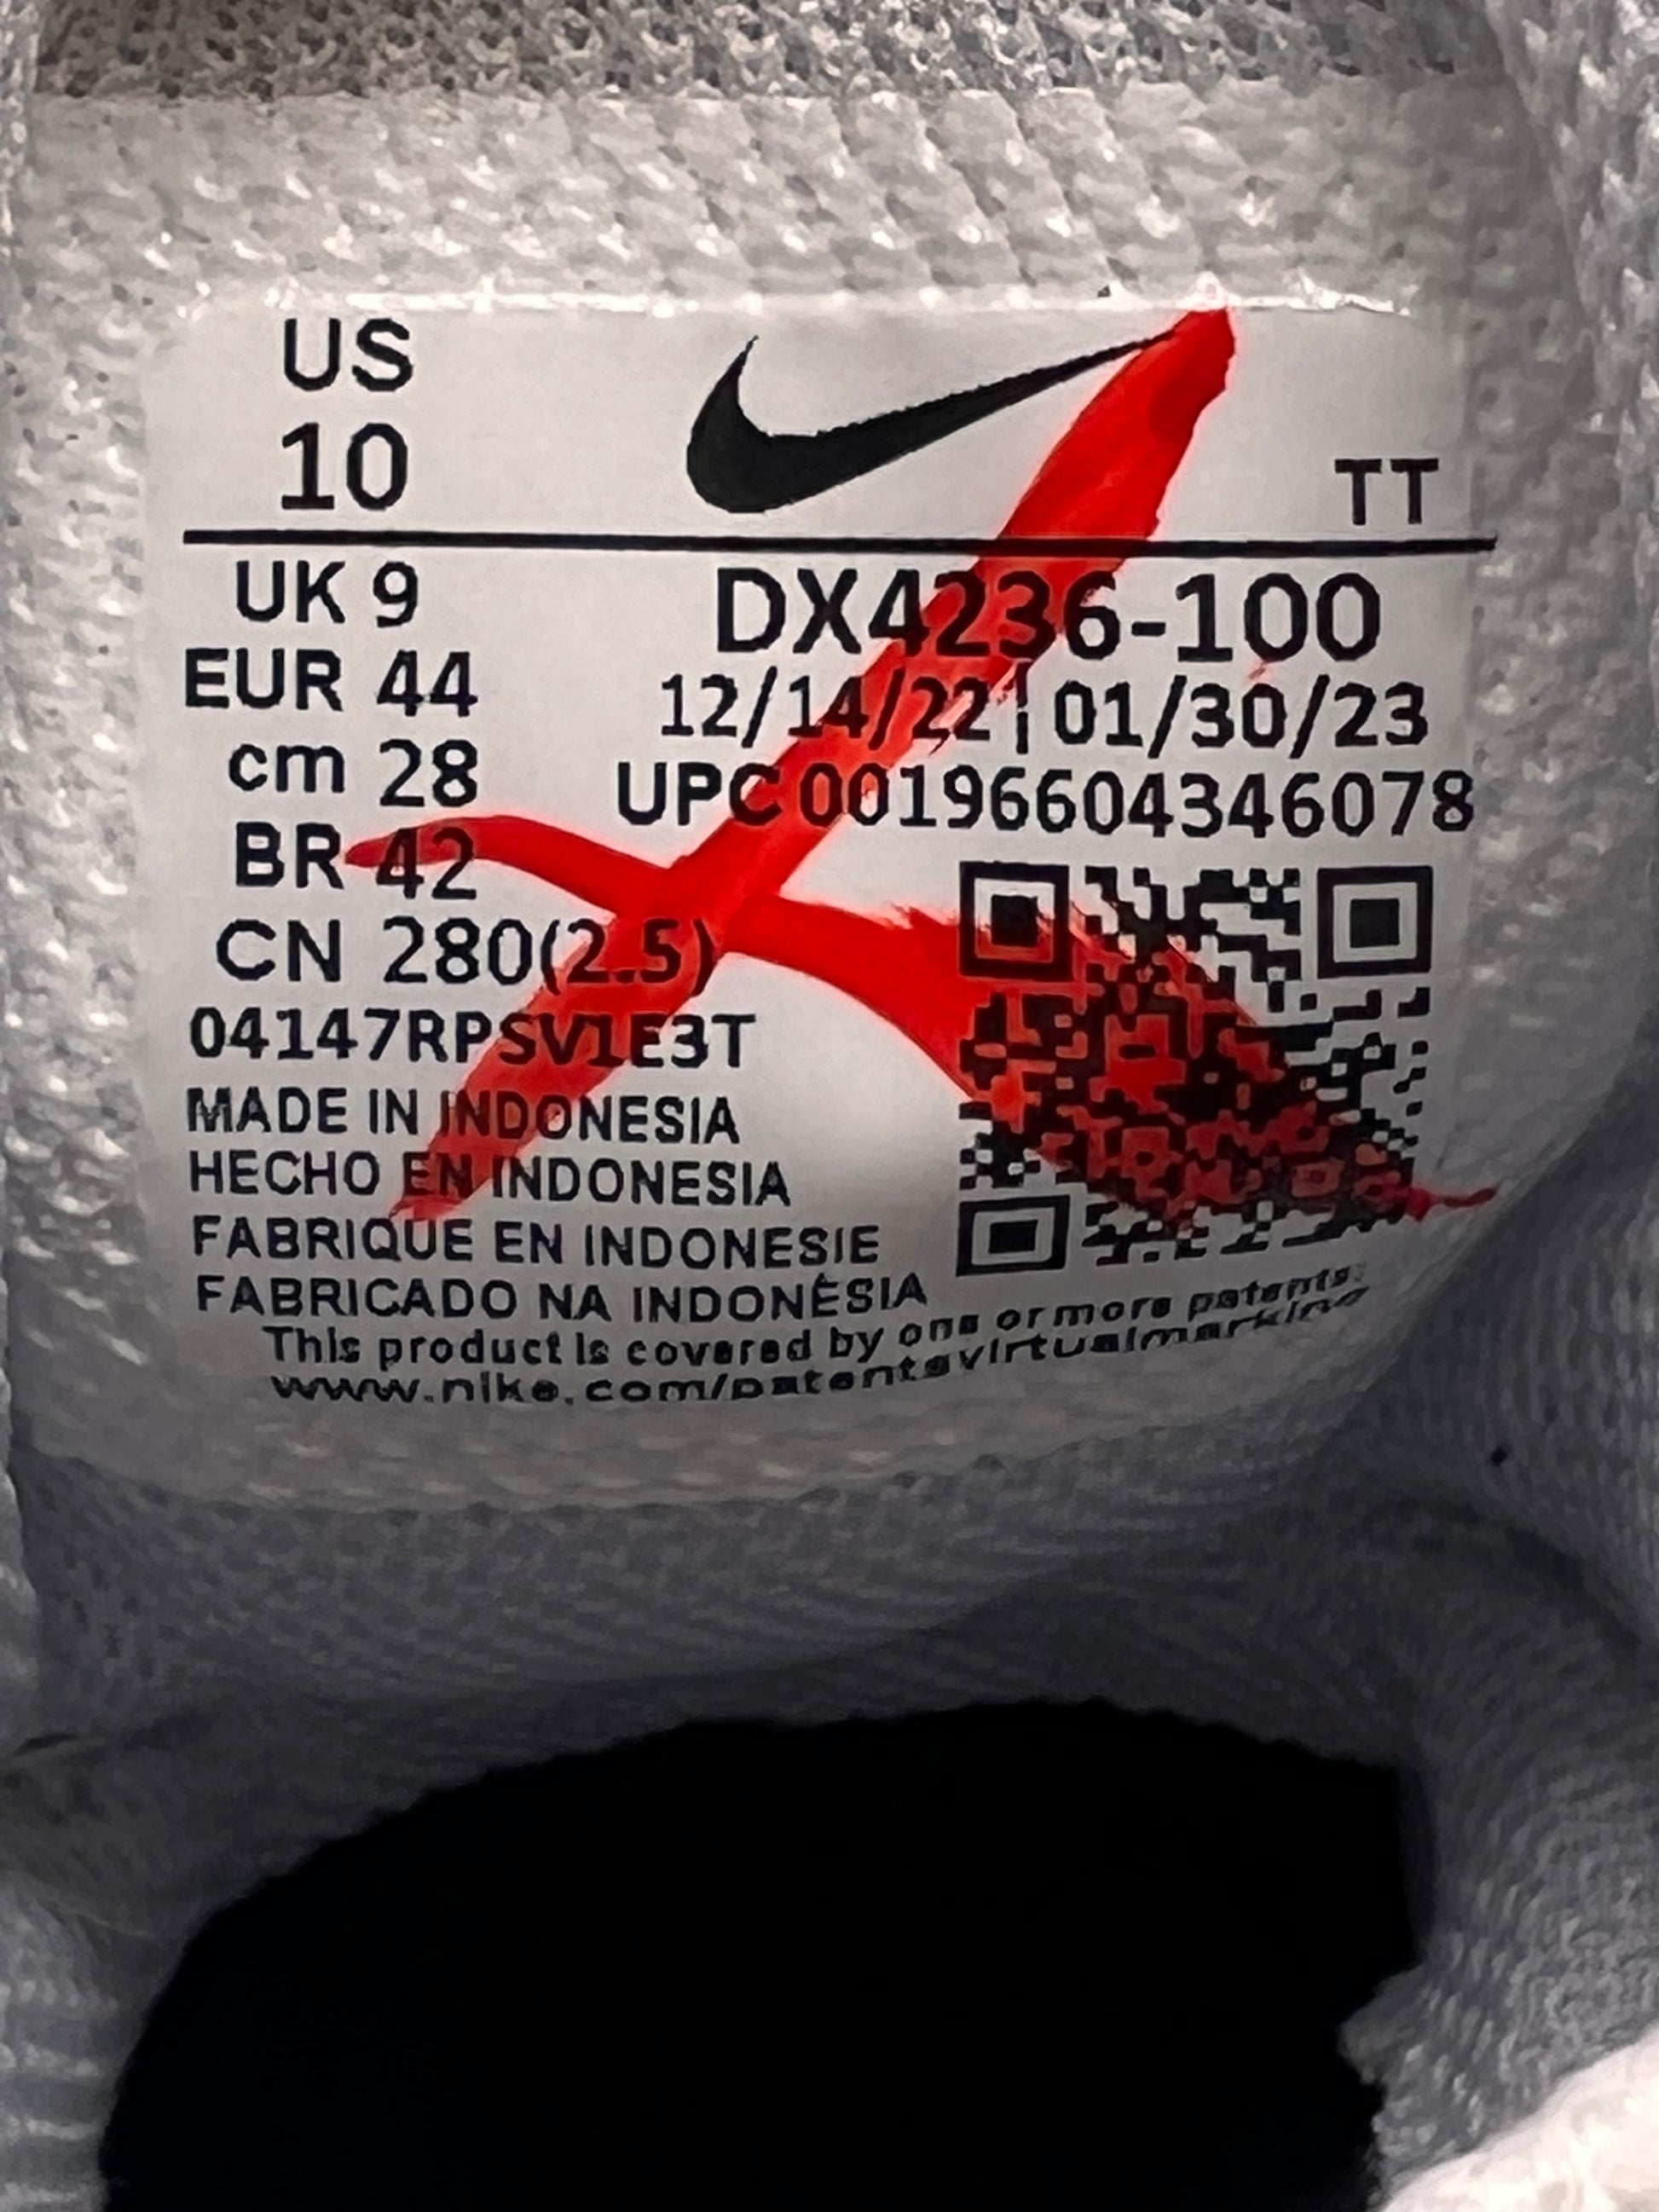 US
10
TT
UK 9
EUR 44
cm 28
BR 42
CN 280(2.5)
DX4236-100
12/14/22 | 01/30/23
UPC 00196604346078
04147RPSV1E3T
MADE IN INDONESIA
HECHO EN INDONESIA
FABRIQUE EN INDONESIE
FABRICADO NA INDONÉSIA
This product is covered by one or more patents:
www.nike.com/patentsvirtualmarking